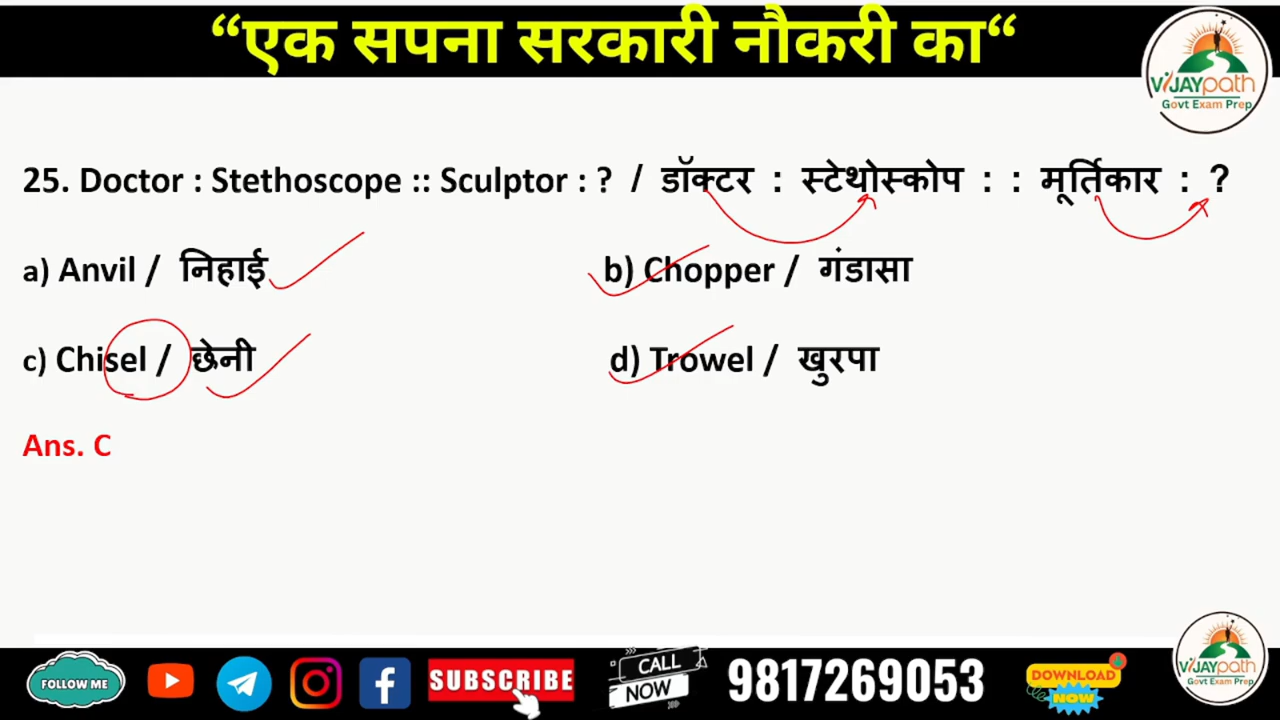 “एक सपना सरकारी नौकरी का“
VIJAYpath
Govt Exam Prep
25. Doctor : Stethoscope :: Sculptor : ? / डॉक्टर : स्टेथोस्कोप : : मूर्तिकार : ?
a) Anvil / निहाई
b) Chopper / गंडासा
c) Chisel / छेनी
d) Trowel / खुरपा
Ans. C
FOLLOW ME
SUBSCRIBE
CALL
NOW
9817269053
DOWNLOAD
NOW
VIJAYpath
Govt Exam Prep